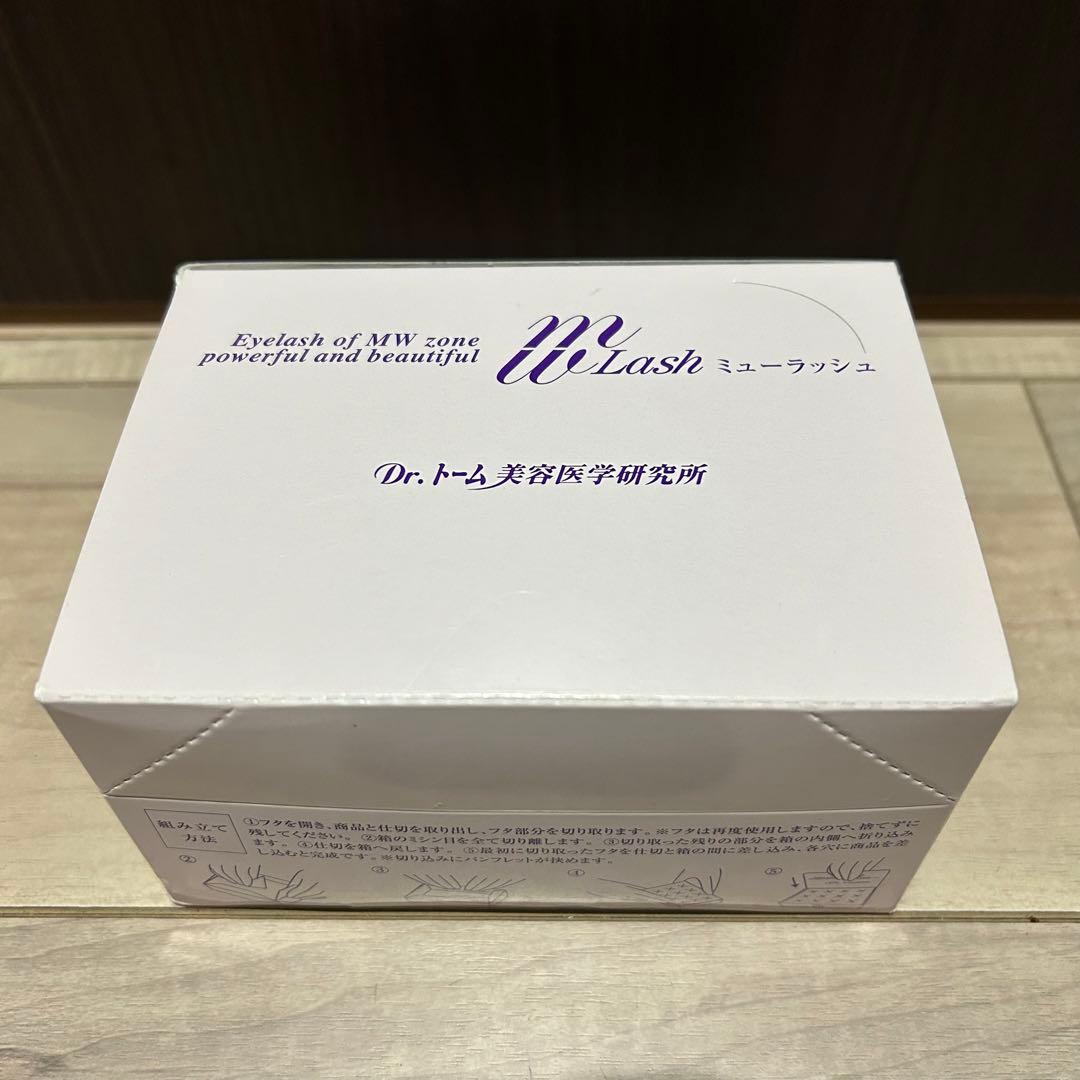 Eyelash of MW zone
powerful and beautiful
mw Lash ミューラッシュ
Dr.トーム 美容医学研究所
組み立て
方法
①フタを開き、商品と仕切を取り出し、フタ部分を切り取ります。※フタは再度使用しますので、捨てずに
残してください。②箱のミシン目を全て切り離します。③切り取った残りの部分を箱の内側へ折り込み
ます。④仕切を箱へ戻します。⑤最初に切り取ったフタを仕切と箱の間に差し込み、各穴に商品を差
し込むと完成です。※切り込みにパンフレットが挟めます。
② ③ ④ ⑤